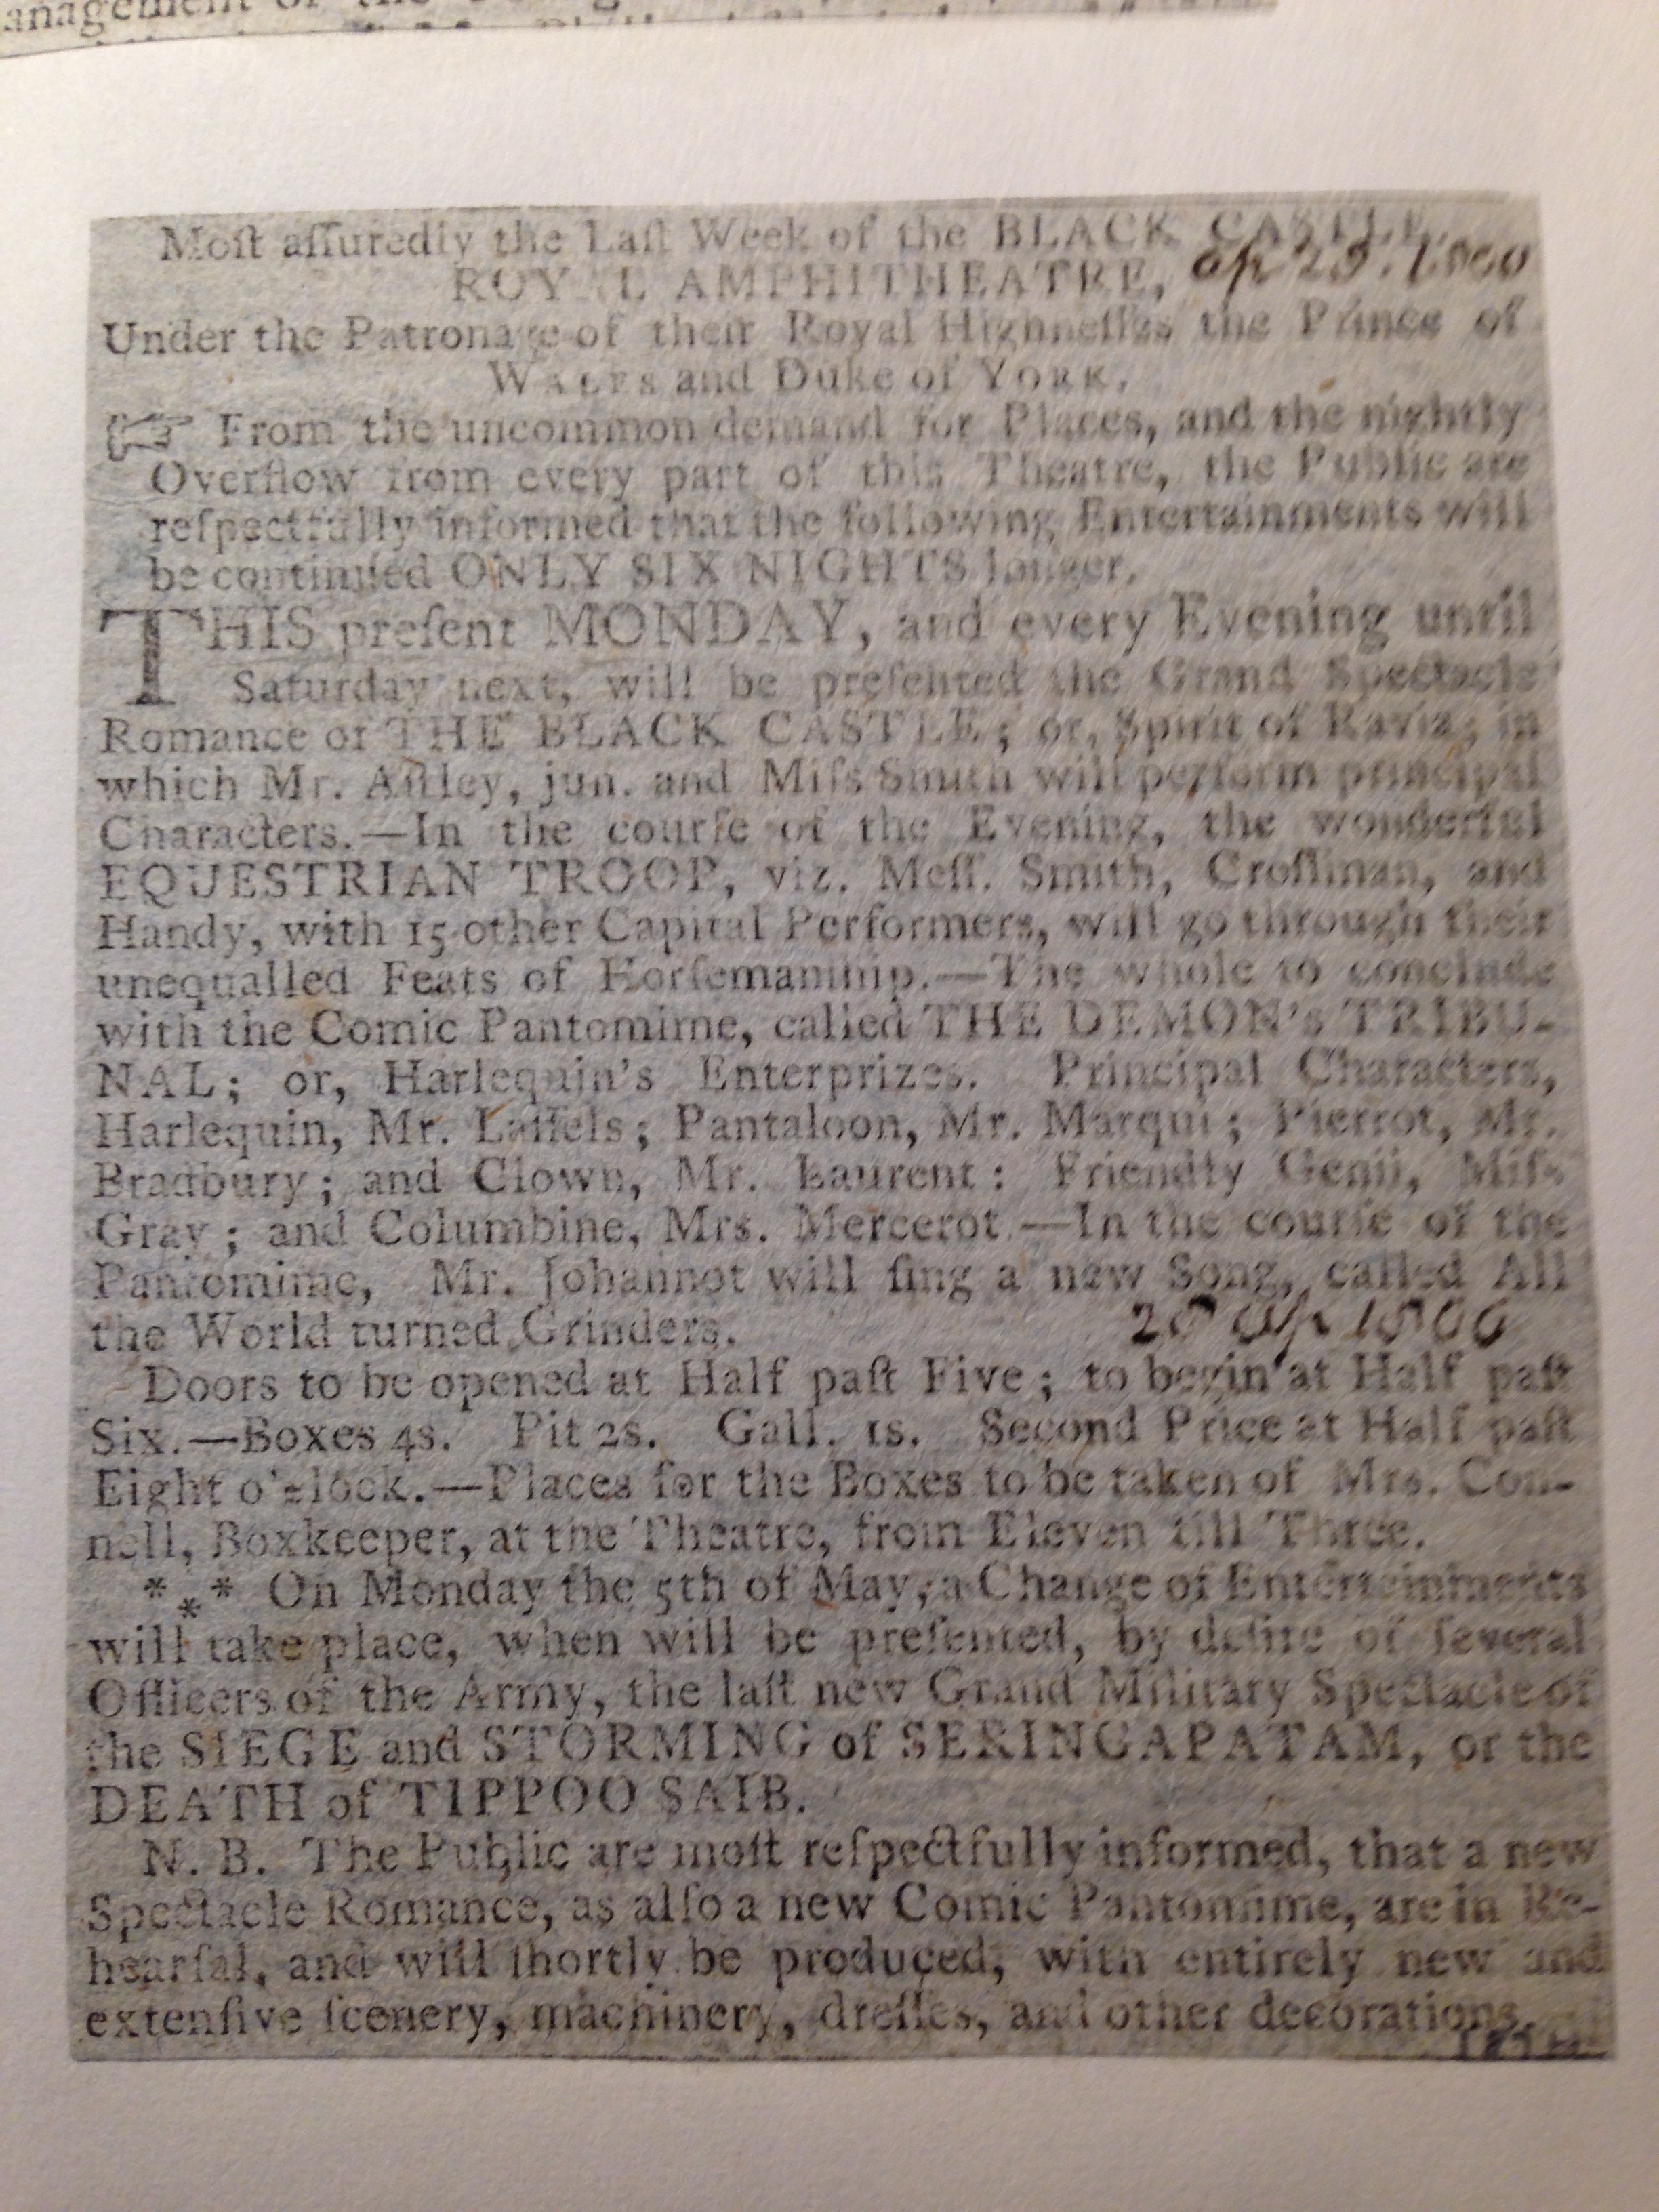 anagement of the
Moſt aſſuredly the Laſt Week of the BLACK CASTLE.
ROYAL AMPHITHEATRE, ap 28. 1800
Under the Patronage of their Royal Highneſſes the Prince of
WALES and Duke of YORK.
☞ From the uncommon demand for Places, and the nightly
Overflow from every part of this Theatre, the Public are
reſpectfully informed that the following Entertainments will
be continued ONLY SIX NIGHTS longer.
THIS preſent MONDAY, and every Evening until
Saturday next, will be preſented the Grand Spectacle
Romance of THE BLACK CASTLE; or, Spirit of Raviz; in
which Mr. Aſtley, jun. and Miſs Smith will perform principal
Characters.—In the courſe of the Evening, the wonderful
EQUESTRIAN TROOP, viz. Meſſ. Smith, Croſſman, and
Handy, with 15 other Capital Performers, will go through their
unequalled Feats of Horſemanſhip.—The whole to conclude
with the Comic Pantomime, called THE DEMON's TRIBU-
NAL; or, Harlequin's Enterprizes. Principal Characters,
Harlequin, Mr. Laſſels; Pantaloon, Mr. Marqui; Pierrot, Mr.
Bradbury; and Clown, Mr. Laurent: Friendly Genii, Miſs
Gray; and Columbine, Mrs. Mercerot.—In the courſe of the
Pantomime, Mr. Johannot will ſing a new Song, called All
the World turned Grinders. 28 Ap 1800
Doors to be opened at Half paſt Five; to begin at Half paſt
Six.—Boxes 4s. Pit 2s. Gall. 1s. Second Price at Half paſt
Eight o'clock.—Places for the Boxes to be taken of Mrs. Con-
nell, Boxkeeper, at the Theatre, from Eleven till Three.
*⁎* On Monday the 5th of May, a Change of Entertainments
will take place, when will be preſented, by deſire of ſeveral
Officers of the Army, the laſt new Grand Military Spectacle of
the SIEGE and STORMING of SERINGAPATAM, or the
DEATH of TIPPOO SAIB.
N. B. The Public are moſt reſpectfully informed, that a new
Spectacle Romance, as alſo a new Comic Pantomime, are in Re-
hearſal, and will ſhortly be produced, with entirely new and
extenſive ſcenery, machinery, dreſſes, and other decorations.